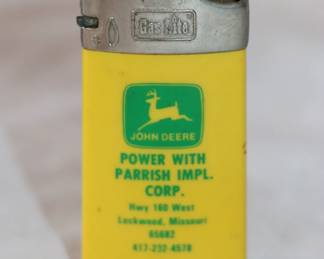 Gas Lite
JOHN DEERE
POWER WITH
PARRISH IMPL.
CORP.
Hwy 160 West
Lockwood, Missouri
65682
417-232-4578